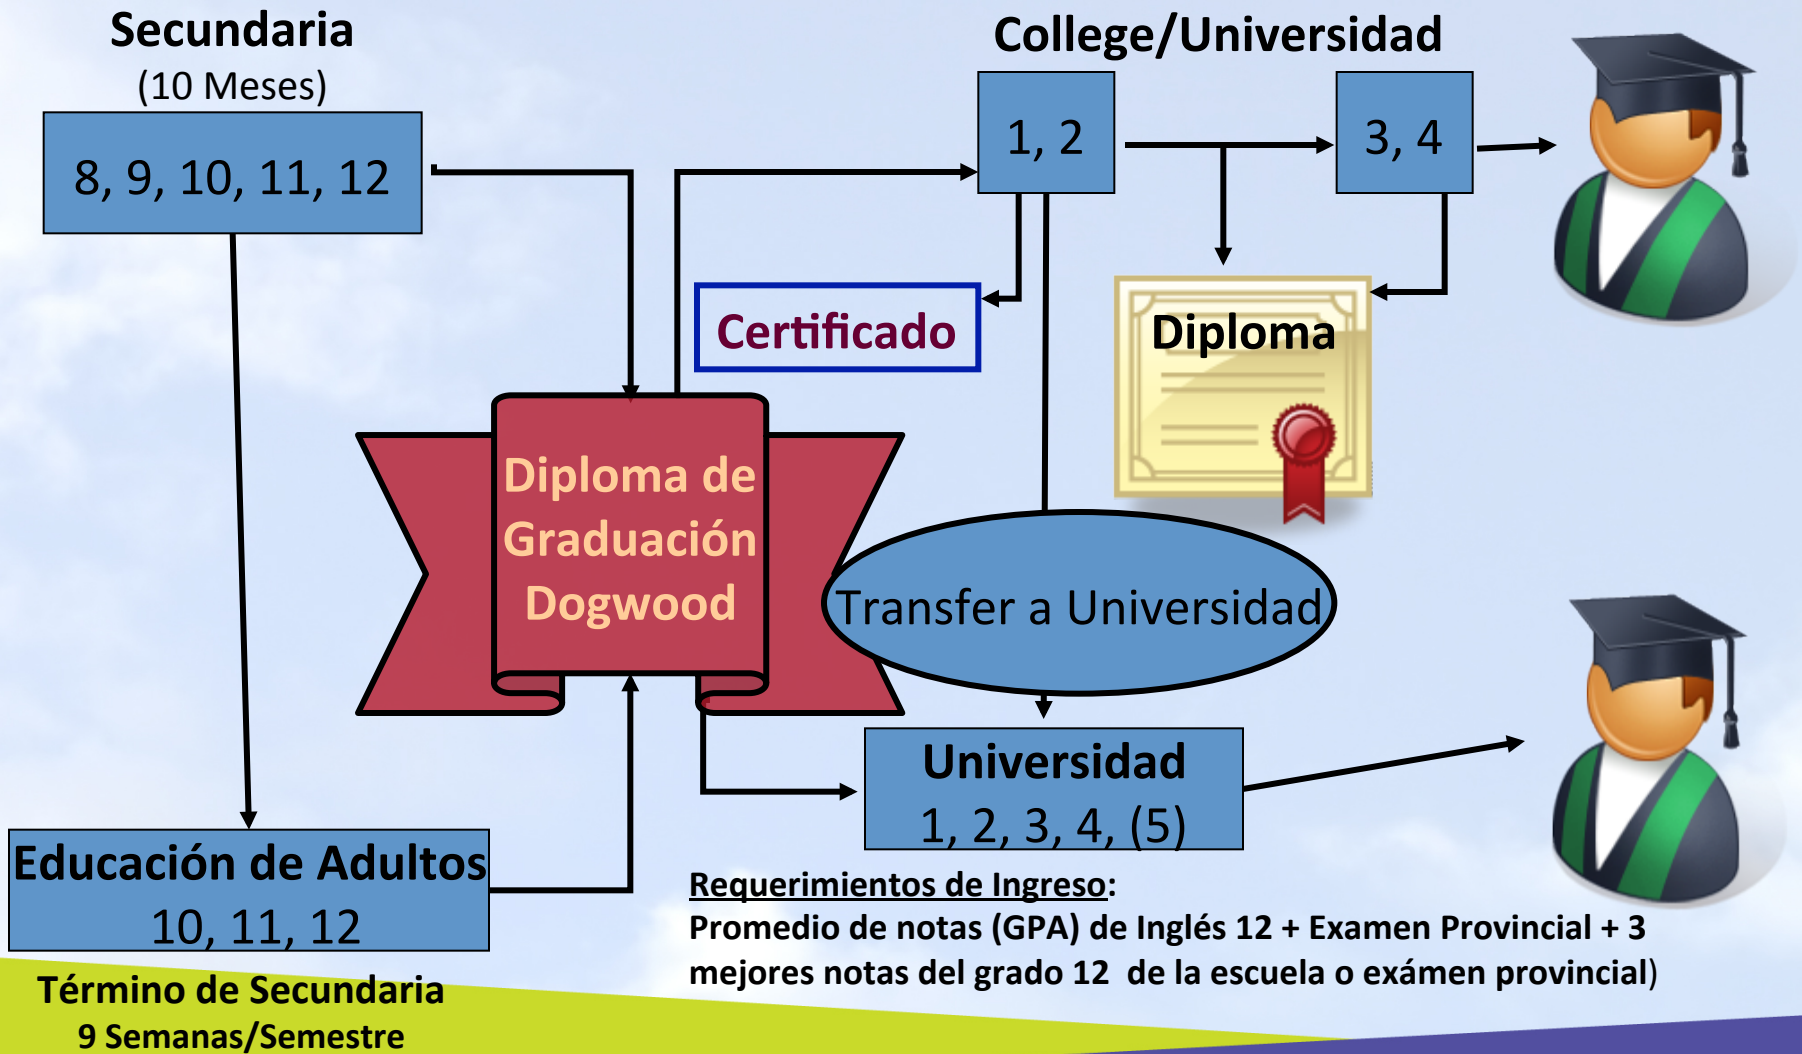 Secundaria
(10 Meses)
8, 9, 10, 11, 12
College/Universidad
1, 2
3, 4
Certificado
Diploma
Diploma de
Graduación
Dogwood
Transfer a Universidad
Universidad
1, 2, 3, 4, (5)
Educación de Adultos
10, 11, 12
Término de Secundaria
9 Semanas/Semestre
Requerimientos de Ingreso:
Promedio de notas (GPA) de Inglés 12 + Examen Provincial + 3
mejores notas del grado 12 de la escuela o exámen provincial)